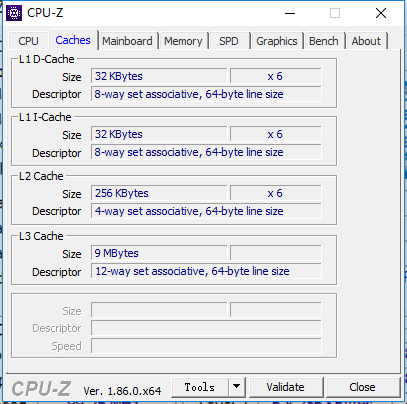 CPU-Z
CPU Caches Mainboard Memory SPD Graphics Bench About
L1 D-Cache
Size 32 KBytes x 6
Descriptor 8-way set associative, 64-byte line size
L1 I-Cache
Size 32 KBytes x 6
Descriptor 8-way set associative, 64-byte line size
L2 Cache
Size 256 KBytes x 6
Descriptor 4-way set associative, 64-byte line size
L3 Cache
Size 9 MBytes
Descriptor 12-way set associative, 64-byte line size
Size
Descriptor
Speed
CPU-Z Ver. 1.86.0.x64 Tools Validate Close